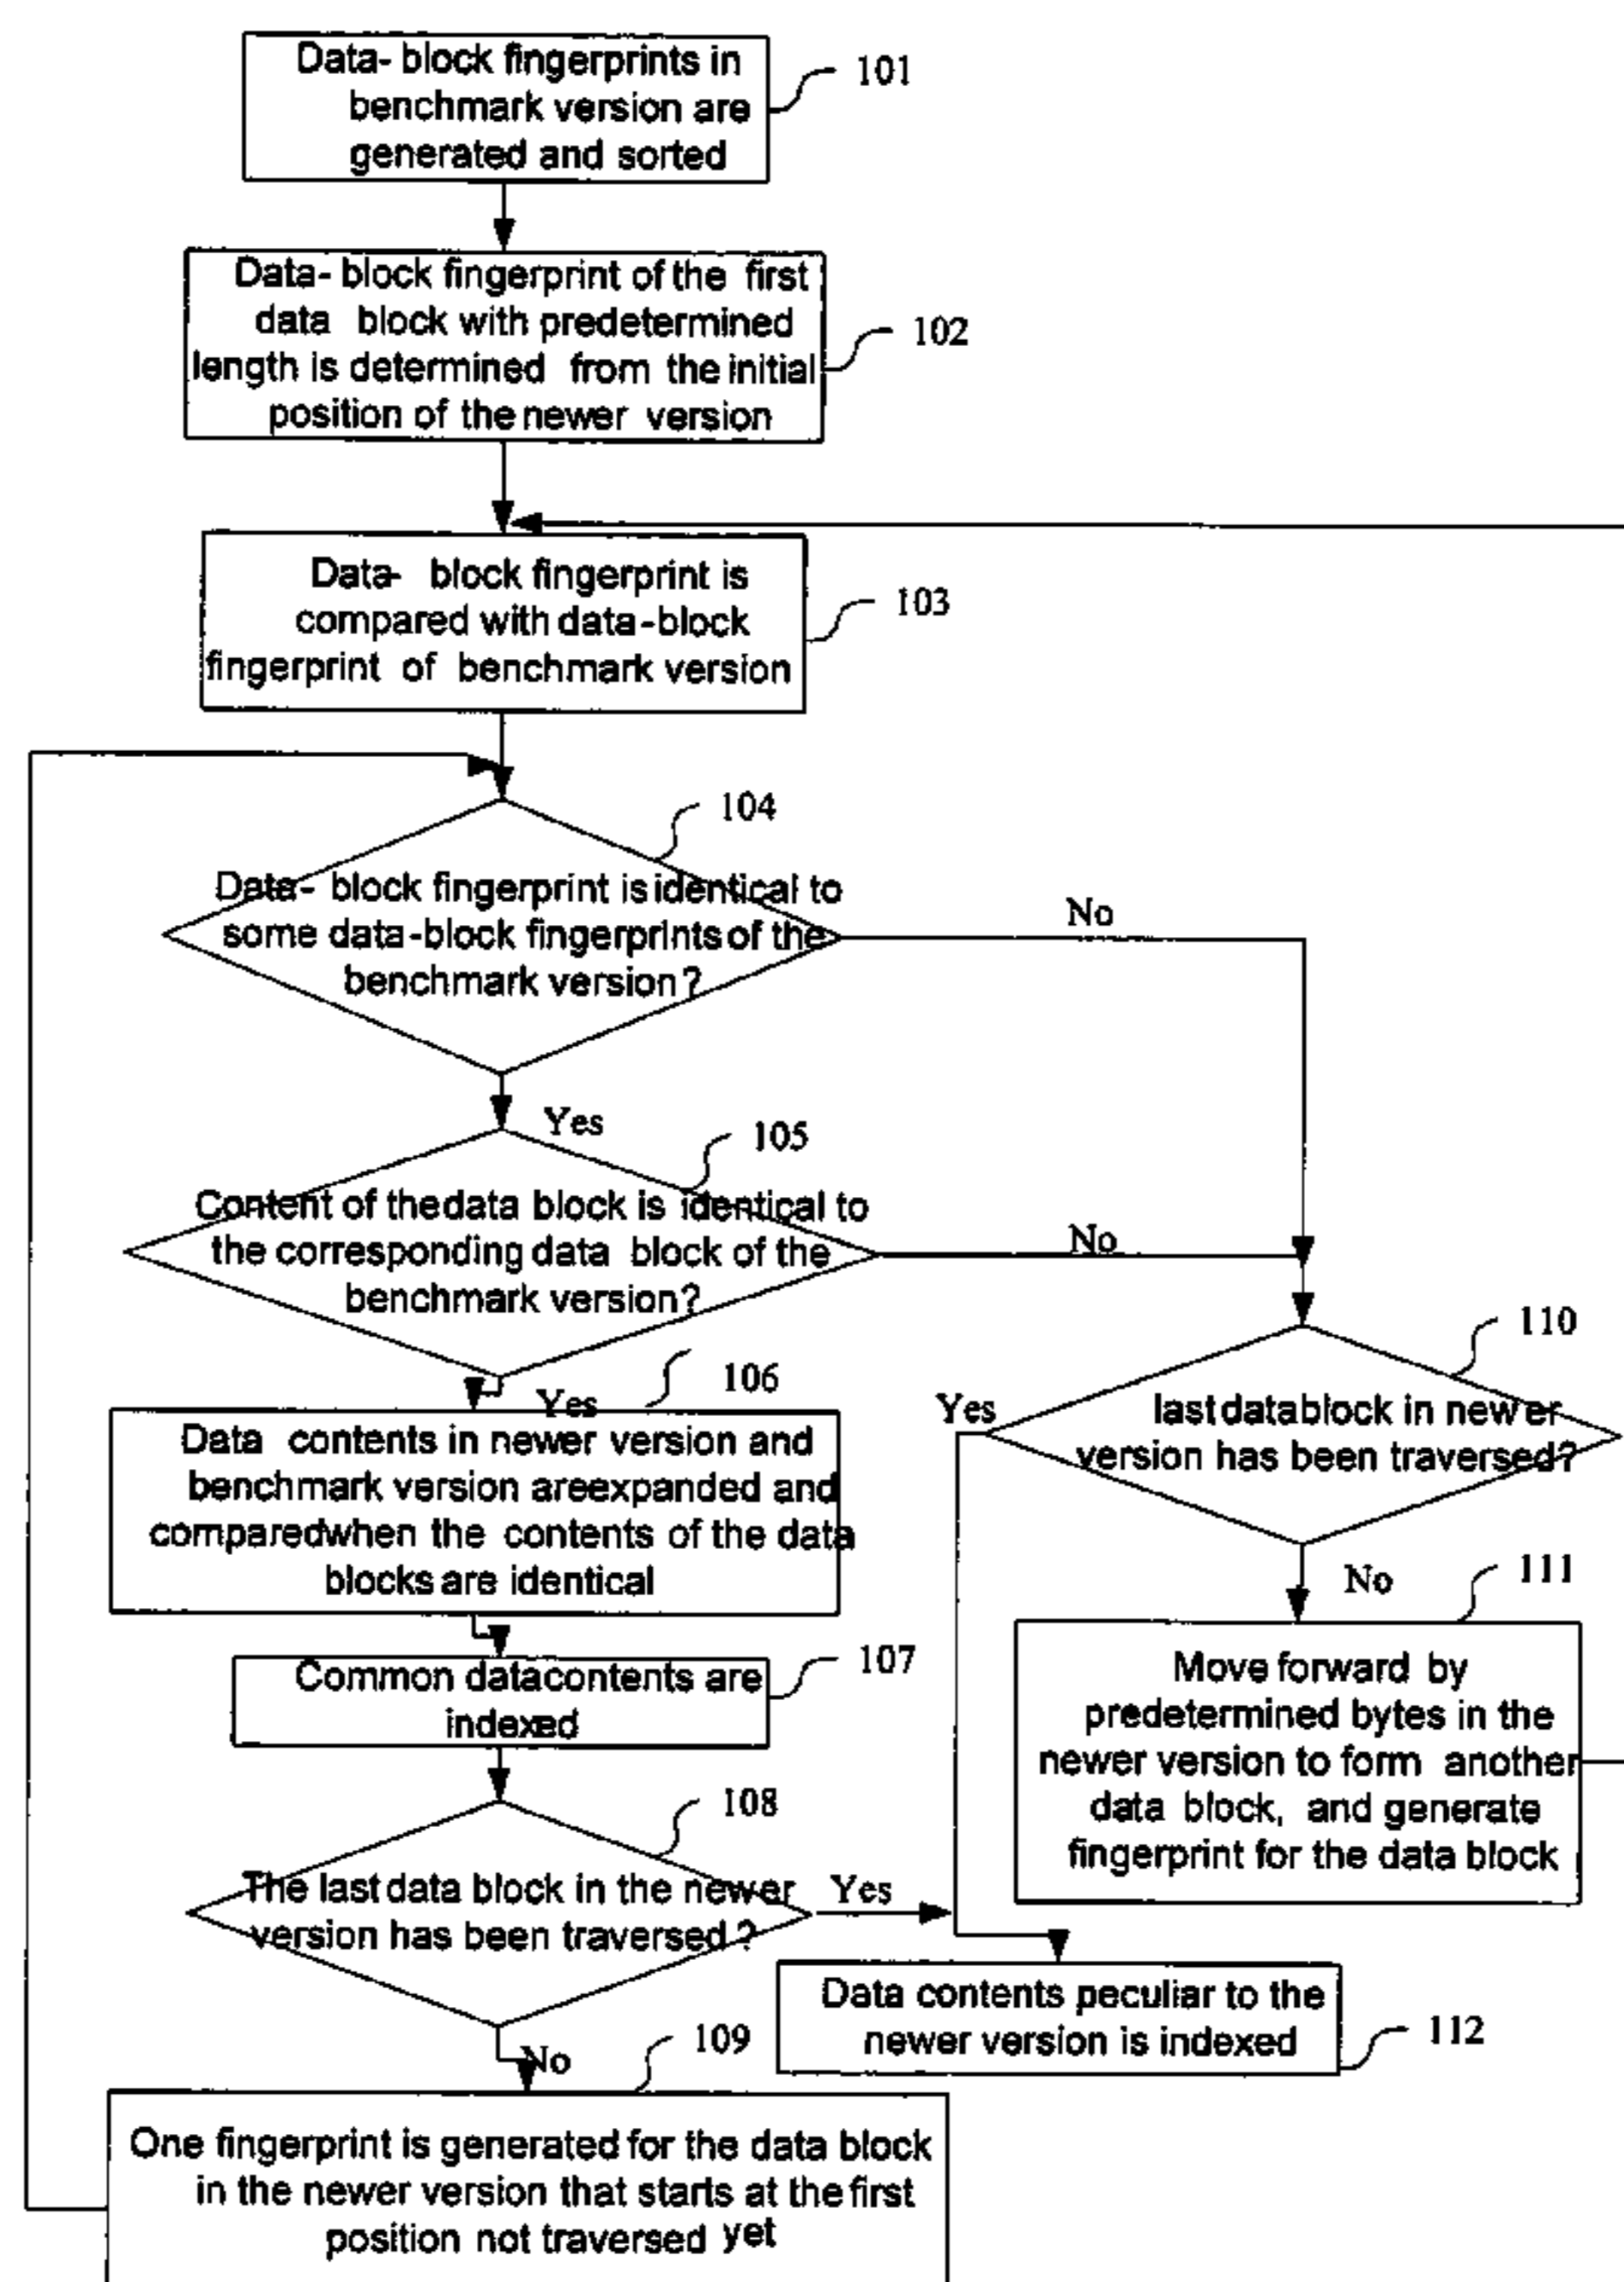 Data- block fingerprints in
benchmark version are
generated and sorted
101
Data- block fingerprint of the first
data block with predetermined
length is determined from the initial
position of the newer version
102
Data- block fingerprint is
compared with data-block
fingerprint of benchmark version
103
104
Data- block fingerprint is identical to
some data-block fingerprints of the
benchmark version?
No
Yes
105
Content of the data block is identical to
the corresponding data block of the
benchmark version?
No
Yes
106
Data contents in newer version and
benchmark version areexpanded and
comparedwhen the contents of the data
blocks are identical
107
Common datacontents are
indexed
108
The last data block in the newer
version has been traversed?
Yes
No
109
One fingerprint is generated for the data block
in the newer version that starts at the first
position not traversed yet
110
last datablock in newer
version has been traversed?
Yes
No
111
Move forward by
predetermined bytes in the
newer version to form another
data block, and generate
fingerprint for the data block
Data contents peculiar to the
newer version is indexed
112